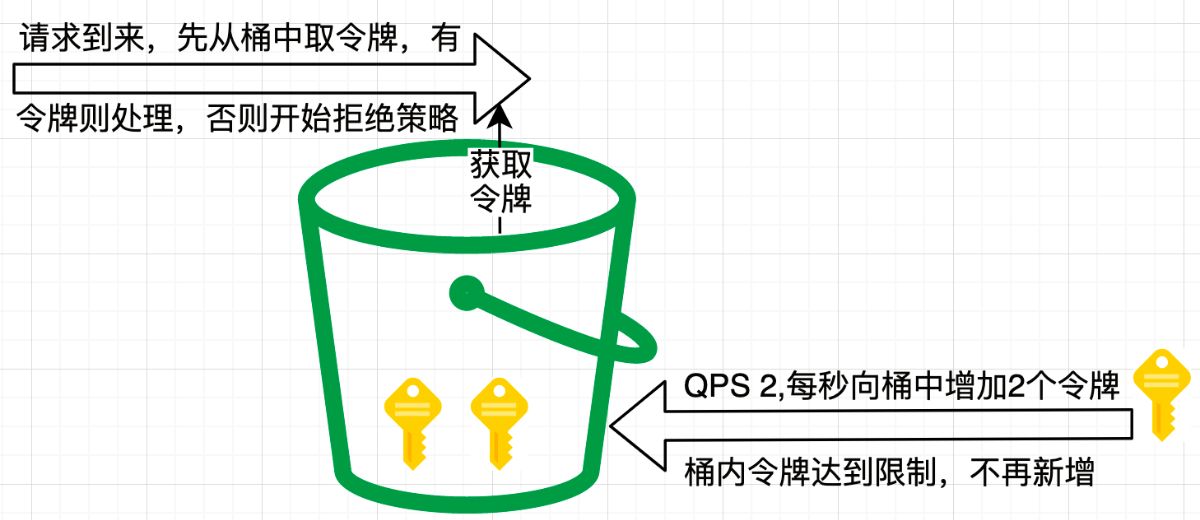 请求到来，先从桶中取令牌，有
令牌则处理，否则开始拒绝策略
获取
令牌
QPS 2,每秒向桶中增加2个令牌
桶内令牌达到限制，不再新增